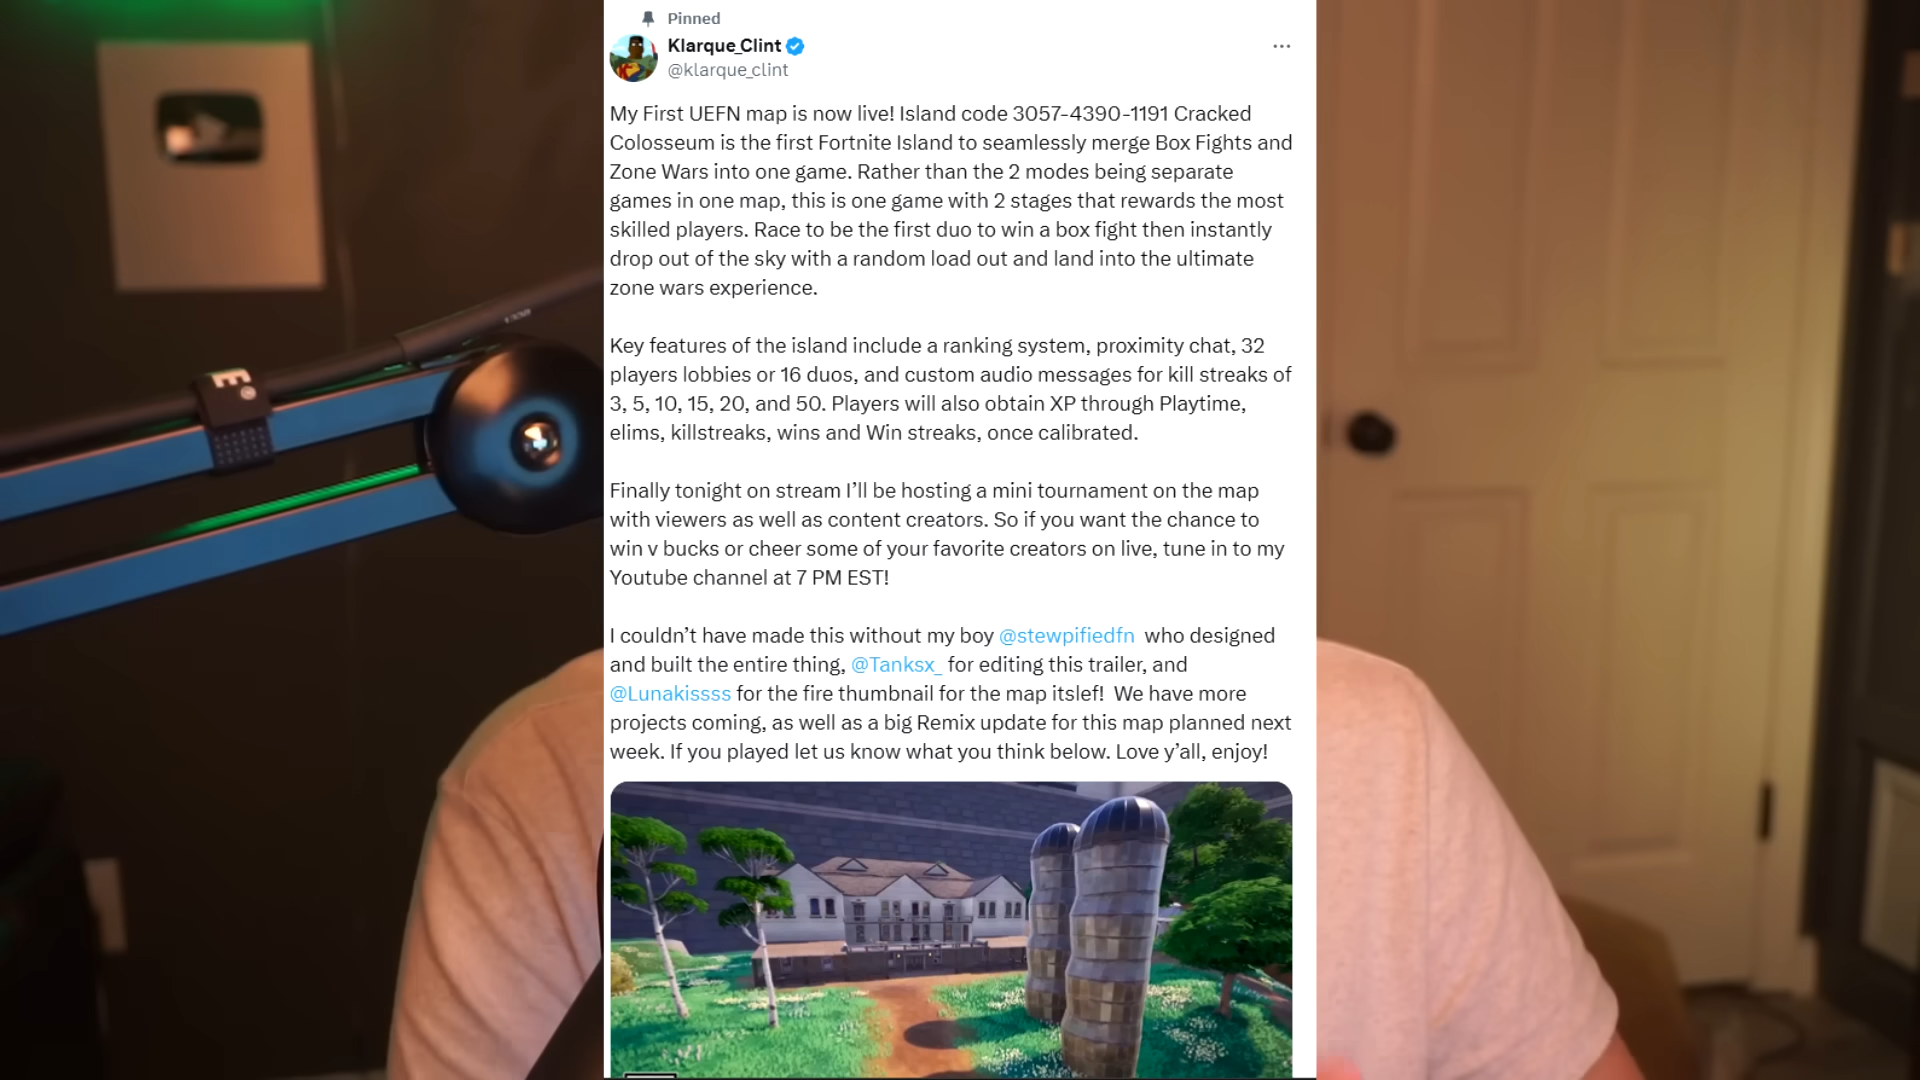 Pinned
Klarque_Clint
@klarque_clint
My First UEFN map is now live! Island code 3057-4390-1191 Cracked
Colosseum is the first Fortnite Island to seamlessly merge Box Fights and
Zone Wars into one game. Rather than the 2 modes being separate
games in one map, this is one game with 2 stages that rewards the most
skilled players. Race to be the first duo to win a box fight then instantly
drop out of the sky with a random load out and land into the ultimate
zone wars experience.
Key features of the island include a ranking system, proximity chat, 32
players lobbies or 16 duos, and custom audio messages for kill streaks of
3, 5, 10, 15, 20, and 50. Players will also obtain XP through Playtime,
elims, killstreaks, wins and Win streaks, once calibrated.
Finally tonight on stream I’ll be hosting a mini tournament on the map
with viewers as well as content creators. So if you want the chance to
win v bucks or cheer some of your favorite creators on live, tune in to my
Youtube channel at 7 PM EST!
I couldn’t have made this without my boy @stewpifiedfn who designed
and built the entire thing, @Tanksx_ for editing this trailer, and
@Lunakissss for the fire thumbnail for the map itslef! We have more
projects coming, as well as a big Remix update for this map planned next
week. If you played let us know what you think below. Love y’all, enjoy!